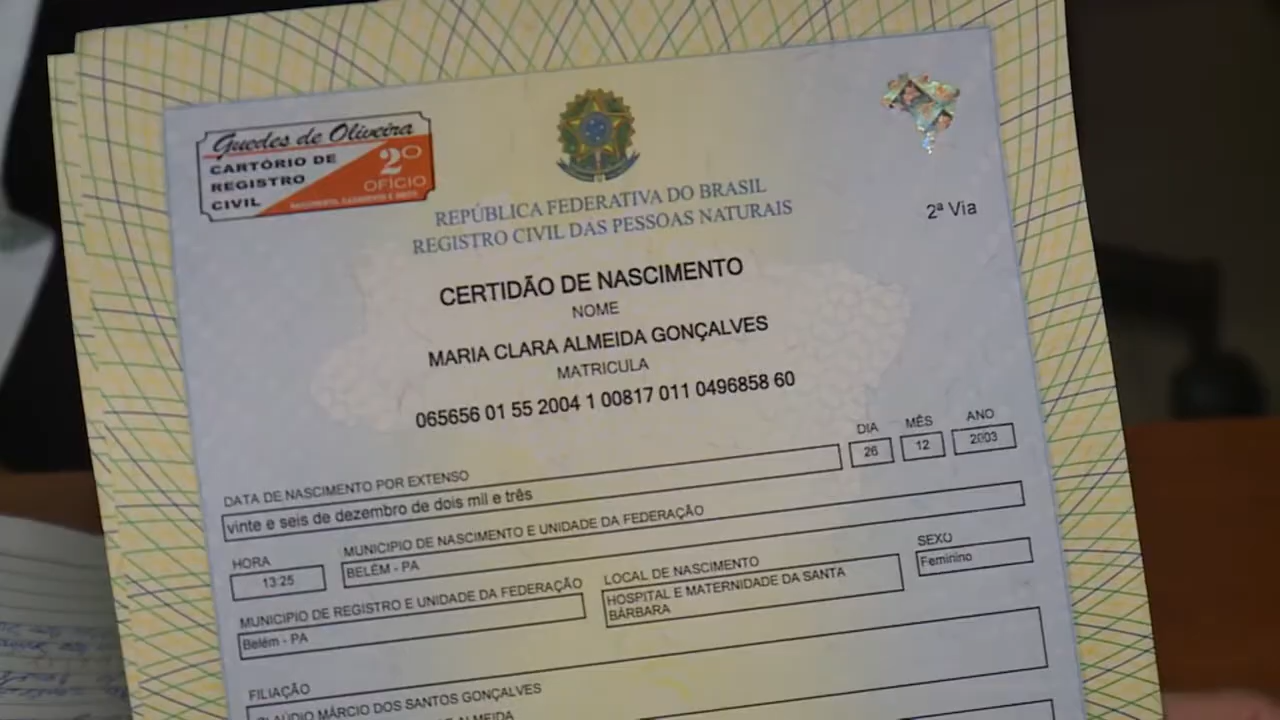 Guedes de Oliveira
CARTÓRIO DE
REGISTRO
CIVIL
2º
OFÍCIO
REPÚBLICA FEDERATIVA DO BRASIL
REGISTRO CIVIL DAS PESSOAS NATURAIS
2ª Via
CERTIDÃO DE NASCIMENTO
NOME
MARIA CLARA ALMEIDA GONÇALVES
MATRICULA
065656 01 55 2004 1 00817 011 0496858 60
DATA DE NASCIMENTO POR EXTENSO
DIA MÊS ANO
vinte e seis de dezembro de dois mil e três
26 12 2003
HORA
MUNICIPIO DE NASCIMENTO E UNIDADE DA FEDERAÇÃO
13:25
BELÉM - PA
MUNICIPIO DE REGISTRO E UNIDADE DA FEDERAÇÃO
LOCAL DE NASCIMENTO
SEXO
Belém - PA
HOSPITAL E MATERNIDADE DA SANTA
BÁRBARA
Feminino
FILIAÇÃO
CLÁUDIO MÁRCIO DOS SANTOS GONÇALVES
ALMEIDA